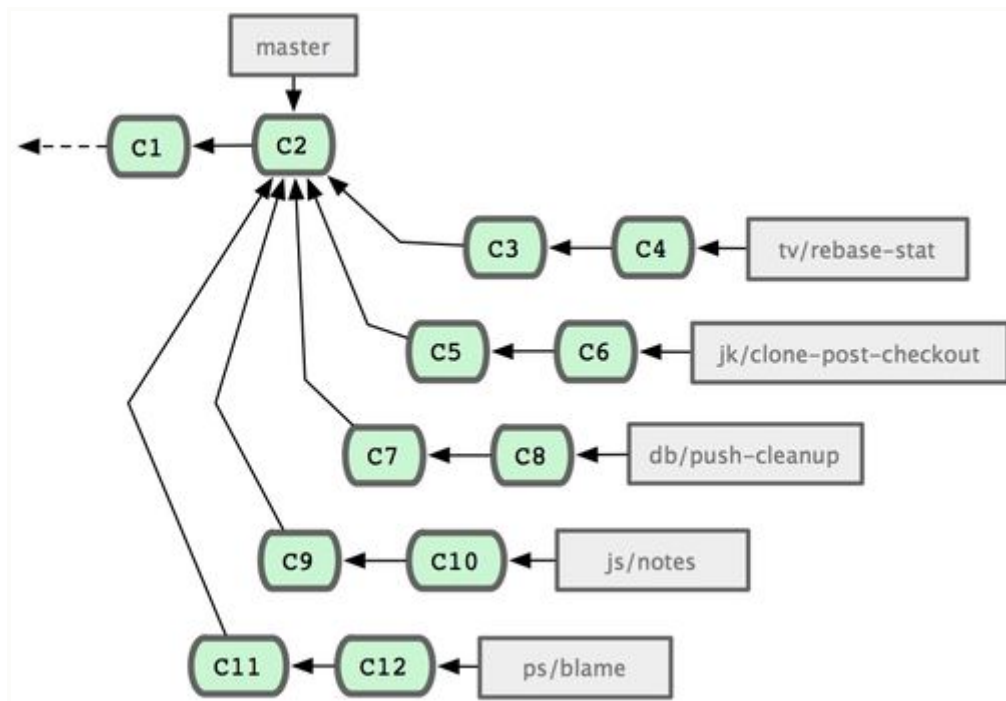 master
C1
C2
C3
C4
tv/rebase-stat
C5
C6
jk/clone-post-checkout
C7
C8
db/push-cleanup
C9
C10
js/notes
C11
C12
ps/blame